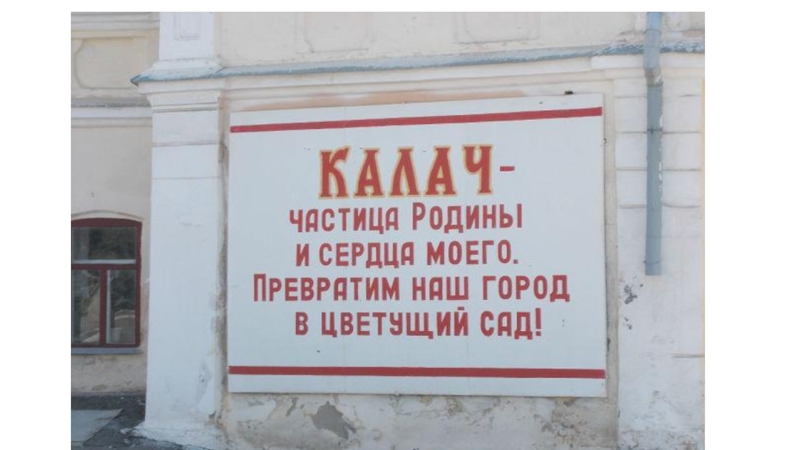 КАЛАЧ-
ЧАСТИЦА РОДИНЫ
И СЕРДЦА МОЕГО.
ПРЕВРАТИМ НАШ ГОРОД
В ЦВЕТУЩИЙ САД!